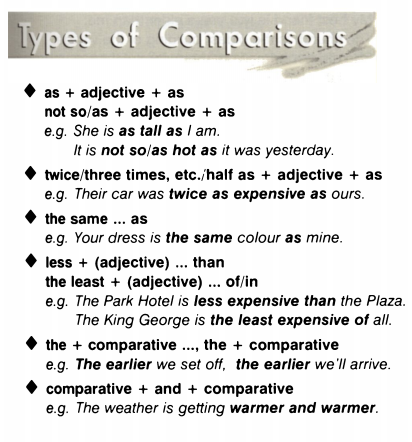 Types of Comparisons
◆ as + adjective + as
not so/as + adjective + as
e.g. She is as tall as I am.
It is not so/as hot as it was yesterday.
◆ twice/three times, etc./half as + adjective + as
e.g. Their car was twice as expensive as ours.
◆ the same ... as
e.g. Your dress is the same colour as mine.
◆ less + (adjective) ... than
the least + (adjective) ... of/in
e.g. The Park Hotel is less expensive than the Plaza.
The King George is the least expensive of all.
◆ the + comparative ..., the + comparative
e.g. The earlier we set off, the earlier we'll arrive.
◆ comparative + and + comparative
e.g. The weather is getting warmer and warmer.